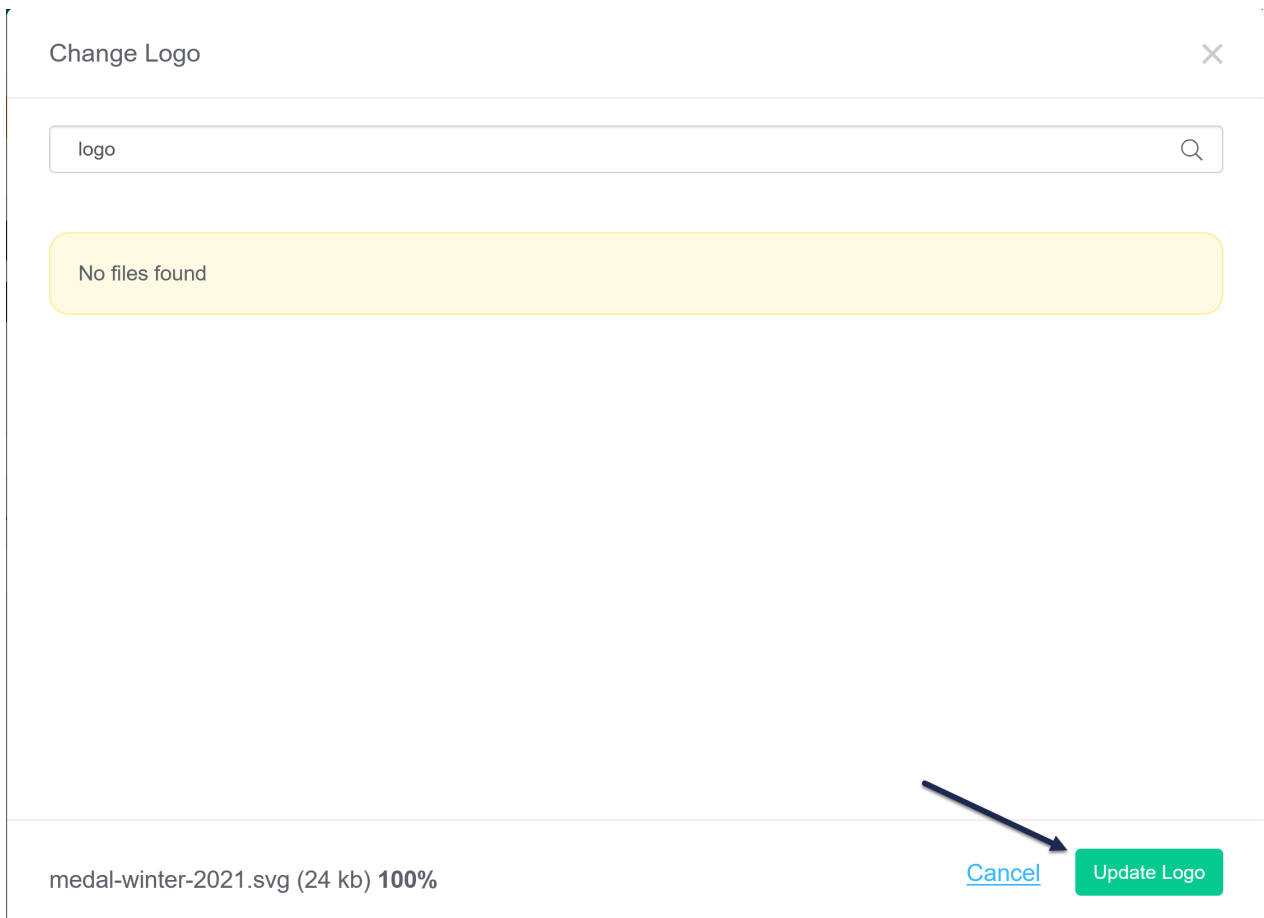 Change Logo
logo
No files found
medal-winter-2021.svg (24 kb) 100%
Cancel
Update Logo